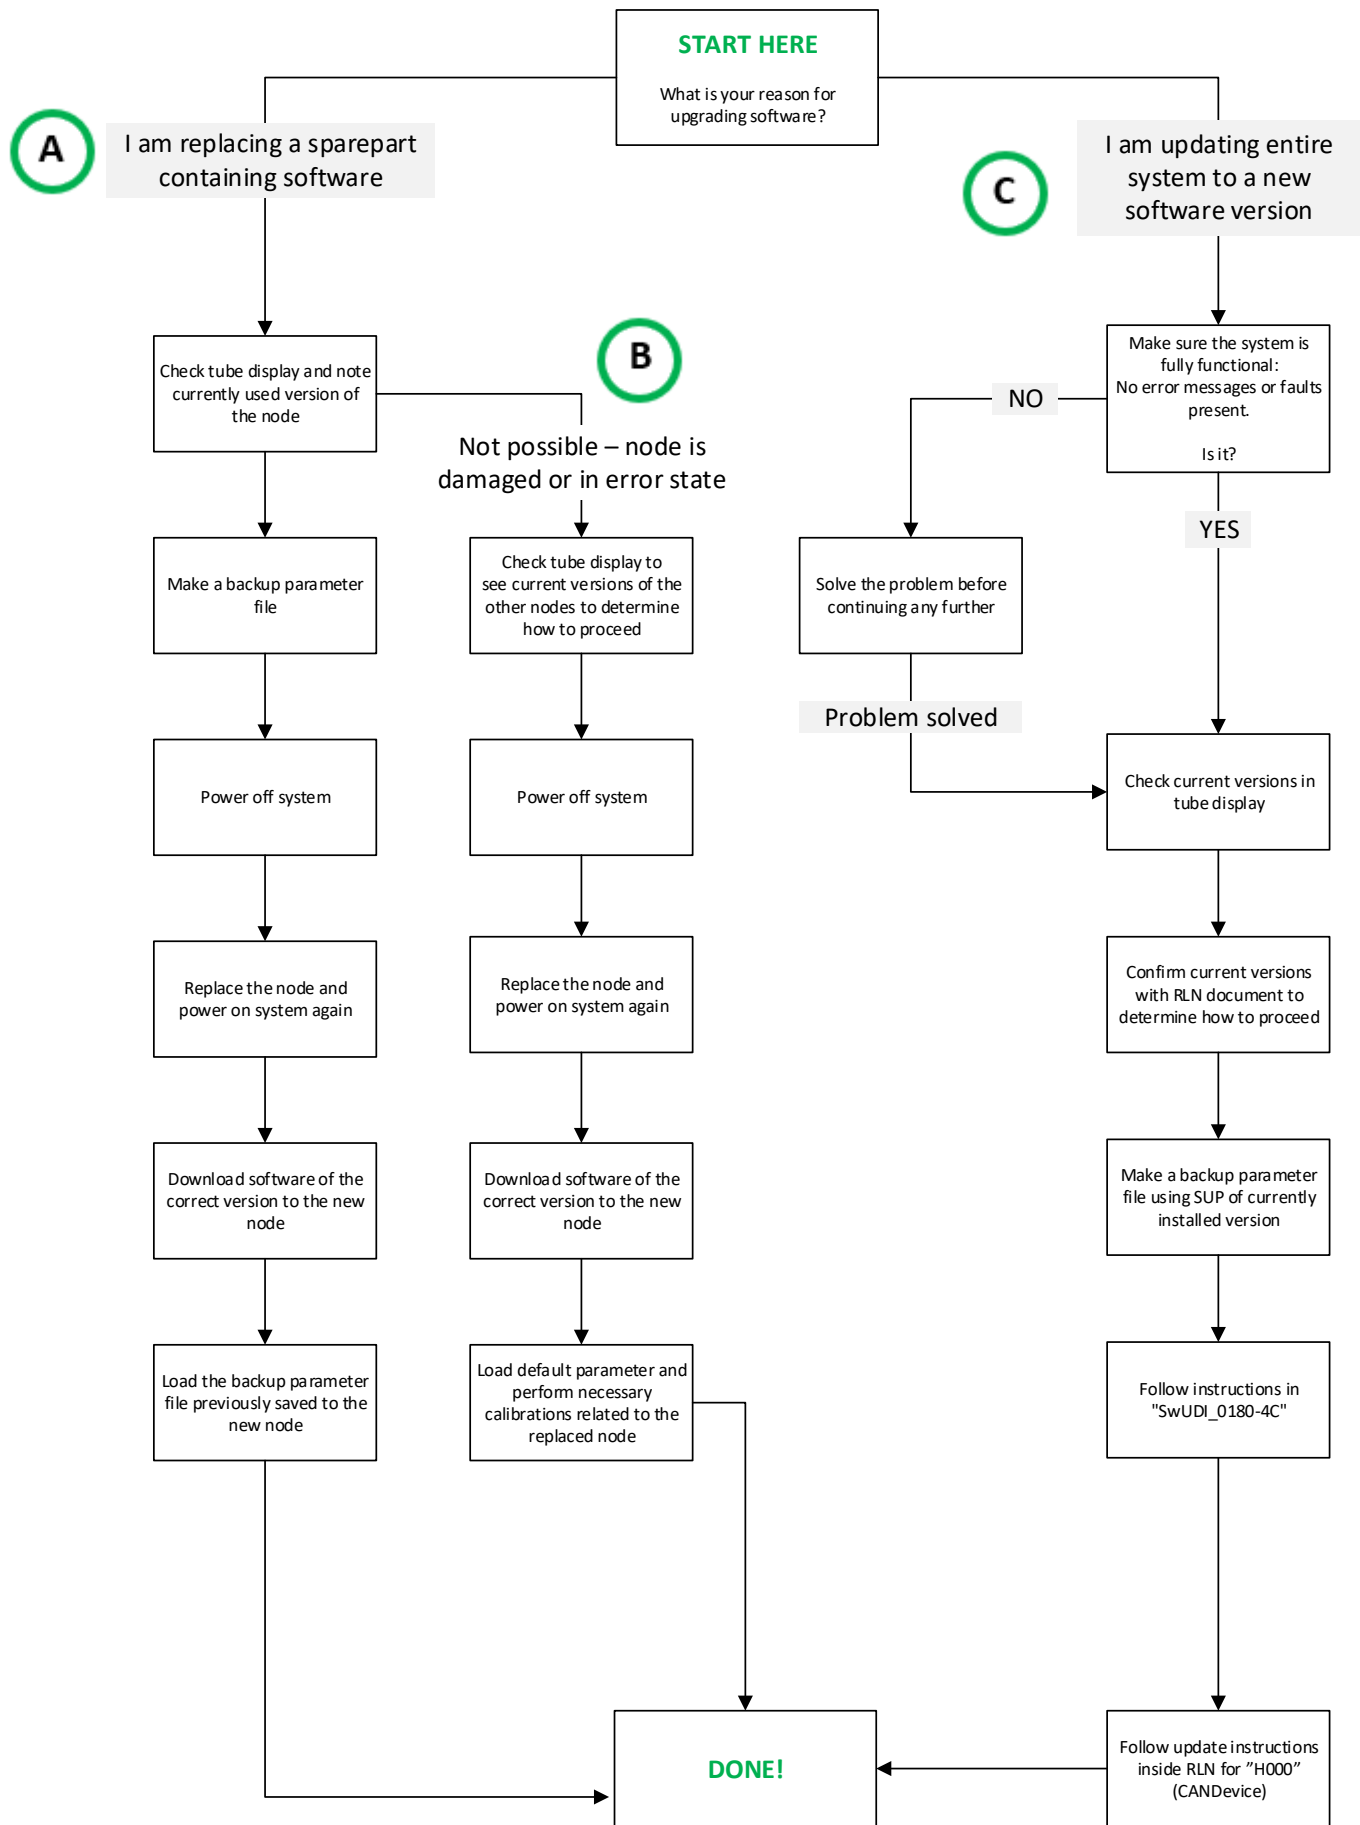 START HERE
What is your reason for
upgrading software?
A
I am replacing a sparepart
containing software
C
I am updating entire
system to a new
software version
Check tube display and note
currently used version of
the node
B
Not possible – node is
damaged or in error state
Make sure the system is
fully functional:
No error messages or faults
present.
Is it?
NO
YES
Make a backup parameter
file
Check tube display to
see current versions of the
other nodes to determine
how to proceed
Solve the problem before
continuing any further
Problem solved
Power off system
Power off system
Check current versions in
tube display
Replace the node and
power on system again
Replace the node and
power on system again
Confirm current versions
with RLN document to
determine how to proceed
Download software of the
correct version to the new
node
Download software of the
correct version to the new
node
Make a backup parameter
file using SUP of currently
installed version
Load the backup parameter
file previously saved to the
new node
Load default parameter and
perform necessary
calibrations related to the
replaced node
Follow instructions in
"SwUDI_0180-4C"
DONE!
Follow update instructions
inside RLN for ”H000”
(CANDevice)